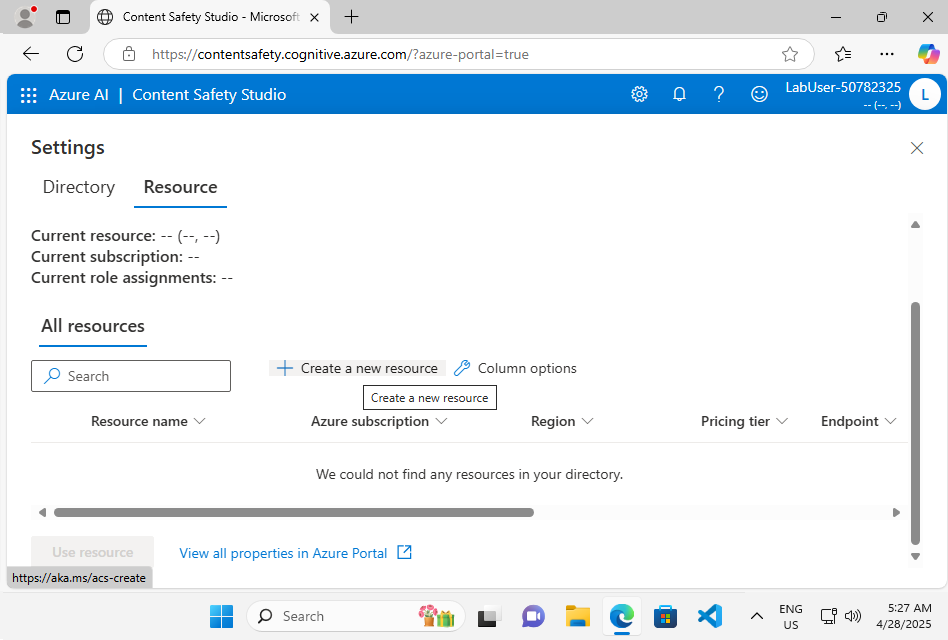 Content Safety Studio - Microsoft
https://contentsafety.cognitive.azure.com/?azure-portal=true
Azure AI | Content Safety Studio
LabUser-50782325
-- (--, --)
L
Settings
Directory Resource
Current resource: -- (--, --)
Current subscription: --
Current role assignments: --
All resources
Search
Create a new resource
Column options
Create a new resource
Resource name Azure subscription Region Pricing tier Endpoint
We could not find any resources in your directory.
Use resource
View all properties in Azure Portal
https://aka.ms/acs-create
Search
ENG
US
5:27 AM
4/28/2025